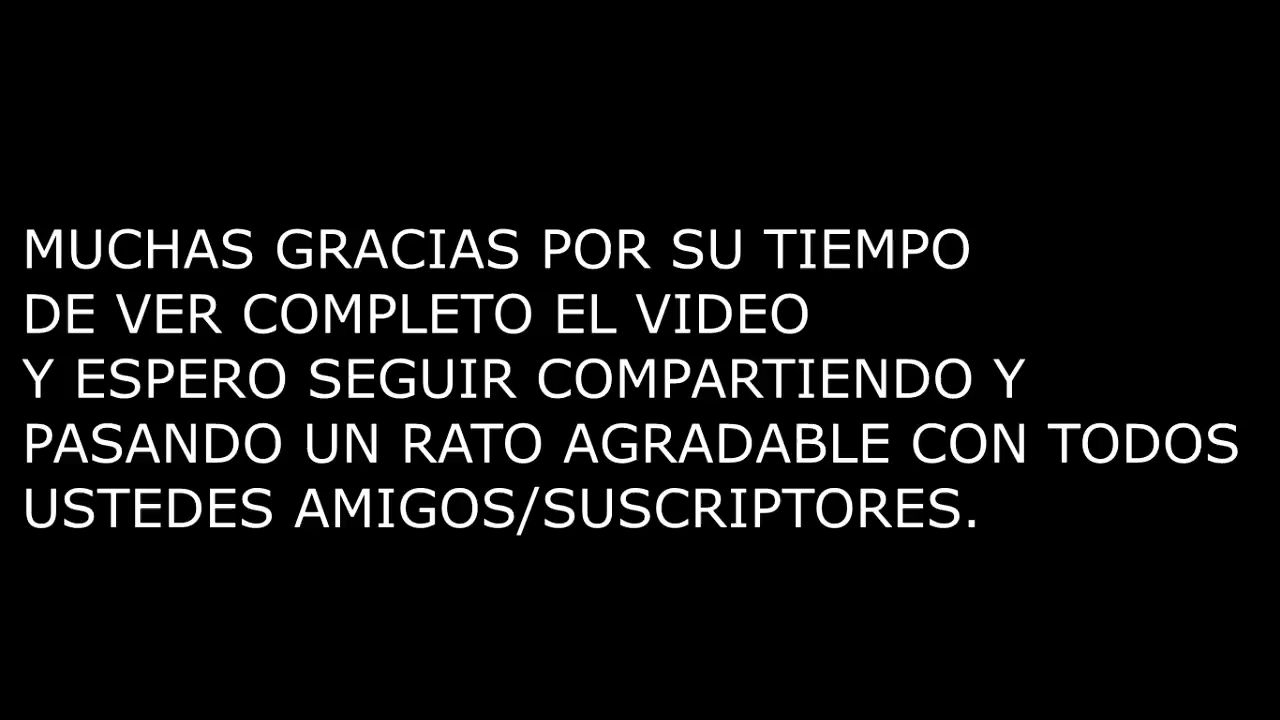 MUCHAS GRACIAS POR SU TIEMPO
DE VER COMPLETO EL VIDEO
Y ESPERO SEGUIR COMPARTIENDO Y
PASANDO UN RATO AGRADABLE CON TODOS
USTEDES AMIGOS/SUSCRIPTORES.